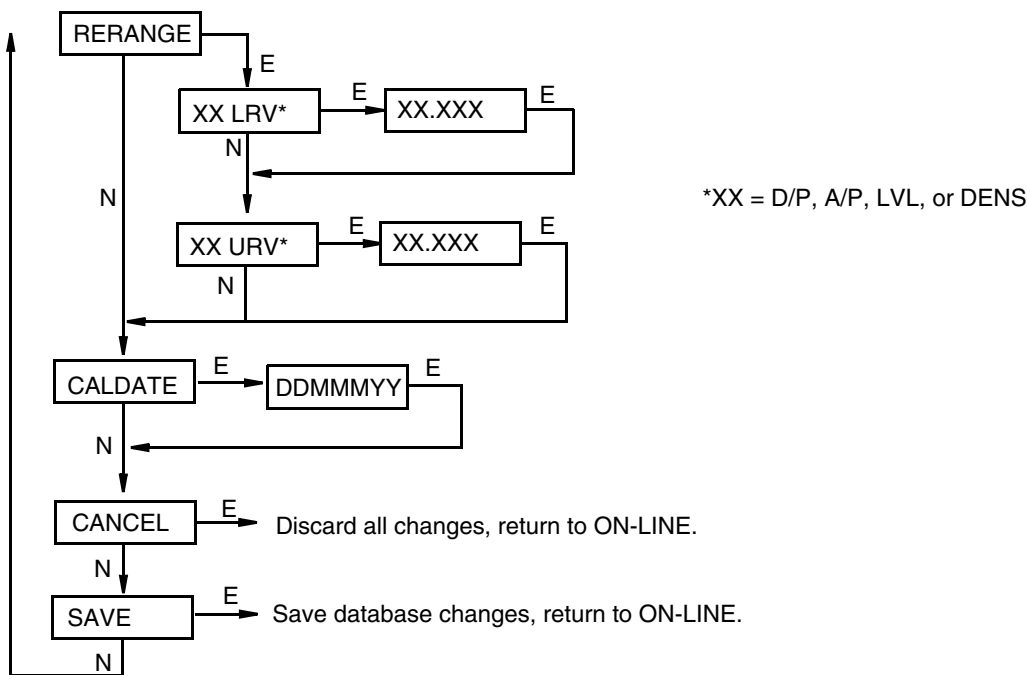 RERANGE
E
XX LRV*
E
XX.XXX
E
N
N
*XX = D/P, A/P, LVL, or DENS
XX URV*
E
XX.XXX
E
N
CALDATE
E
DDMMMYY
E
N
CANCEL
E
Discard all changes, return to ON-LINE.
N
SAVE
E
Save database changes, return to ON-LINE.
N